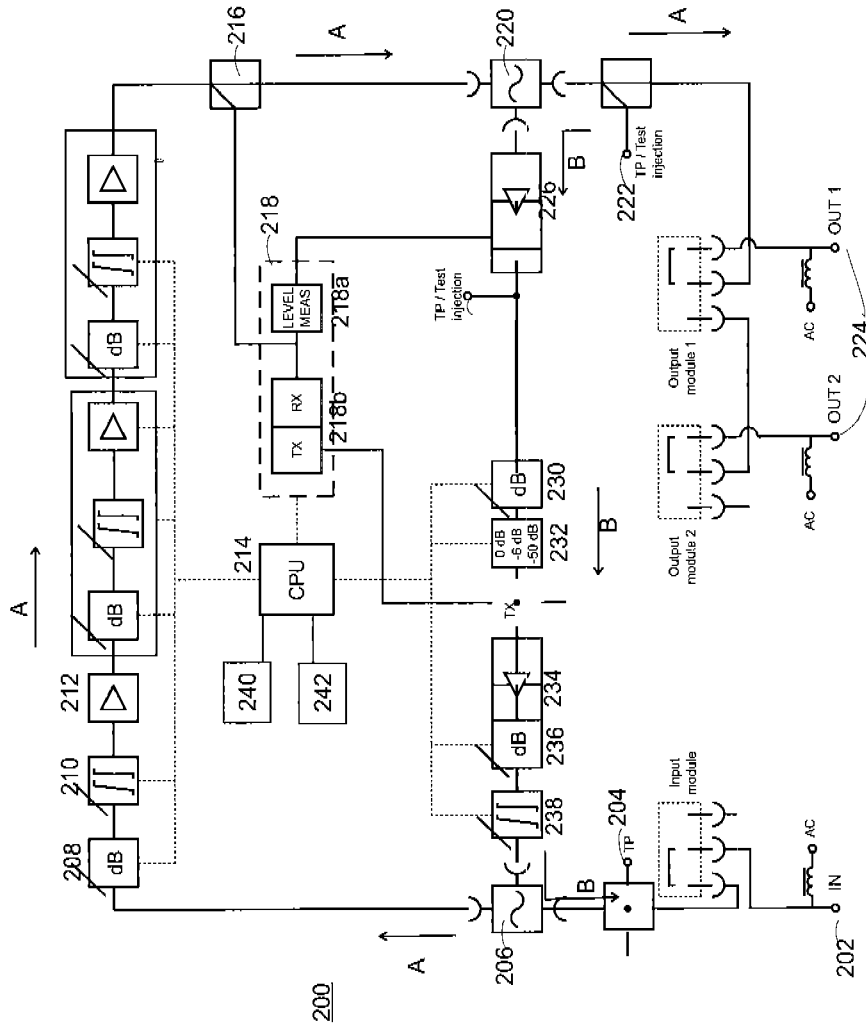 200
A
208
dB
210
212
A
dB
dB
216
A
206
A
240
242
214
CPU
218
TX
RX
218b
LEVEL
MEAS
218a
220
B
226
TP / Test
injection
222
TP / Test
injection
A
238
dB
236
234
TX
0 dB
-6 dB
-50 dB
232
dB
230
B
B
204
TP
Input
module
AC
IN
202
Output
module 2
Output
module 1
AC
OUT 2
AC
OUT 1
224